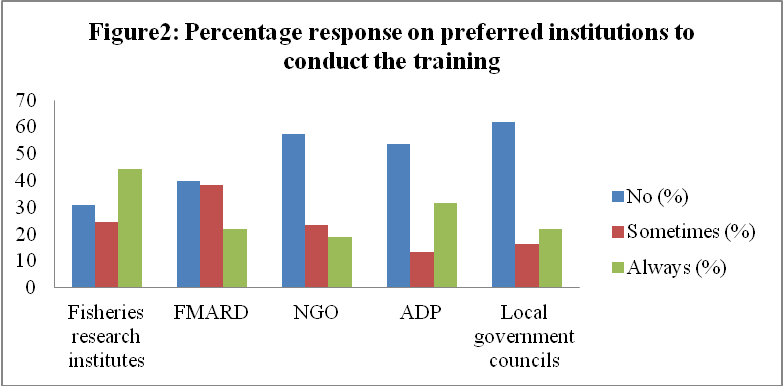 Figure2: Percentage response on preferred institutions to
conduct the training
70
60
50
40
30
20
10
0
Fisheries
research
institutes
FMARD
NGO
ADP
Local
government
councils
No (%)
Sometimes (%)
Always (%)